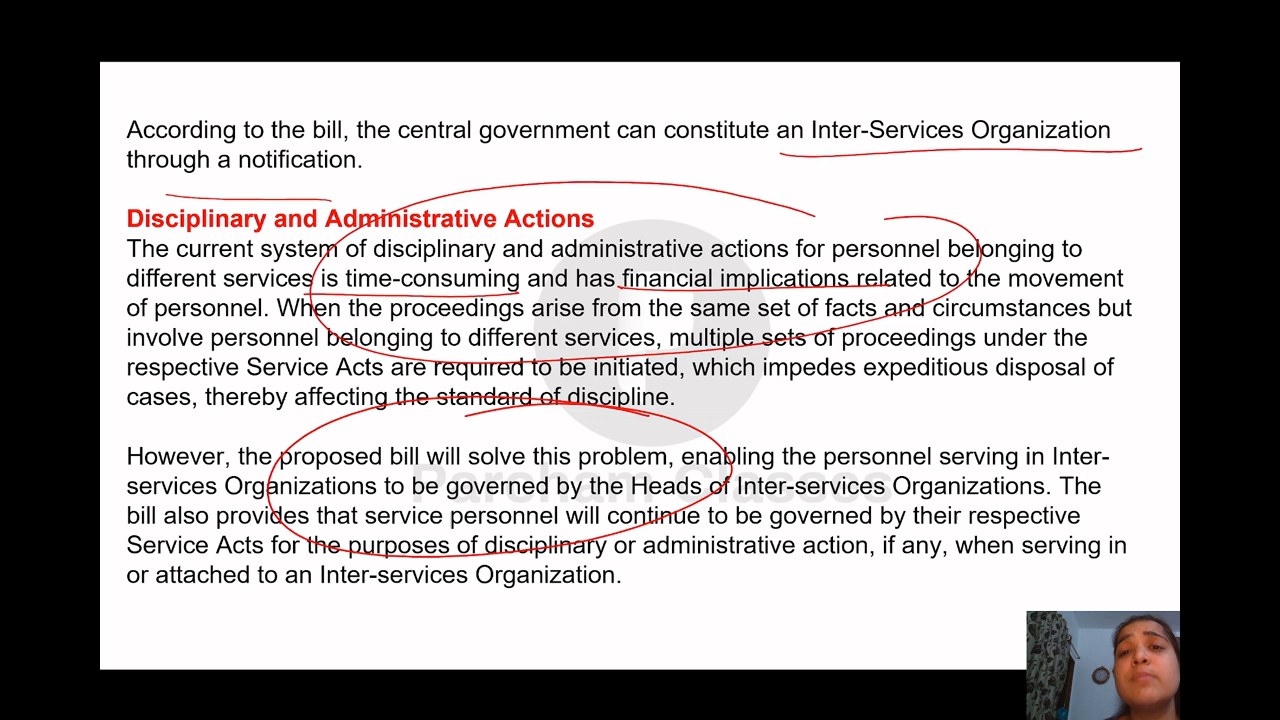 According to the bill, the central government can constitute an Inter-Services Organization
through a notification.
Disciplinary and Administrative Actions
The current system of disciplinary and administrative actions for personnel belonging to
different services is time-consuming and has financial implications related to the movement
of personnel. When the proceedings arise from the same set of facts and circumstances but
involve personnel belonging to different services, multiple sets of proceedings under the
respective Service Acts are required to be initiated, which impedes expeditious disposal of
cases, thereby affecting the standard of discipline.
However, the proposed bill will solve this problem, enabling the personnel serving in Inter-
services Organizations to be governed by the Heads of Inter-services Organizations. The
bill also provides that service personnel will continue to be governed by their respective
Service Acts for the purposes of disciplinary or administrative action, if any, when serving in
or attached to an Inter-services Organization.
Parcham Classes